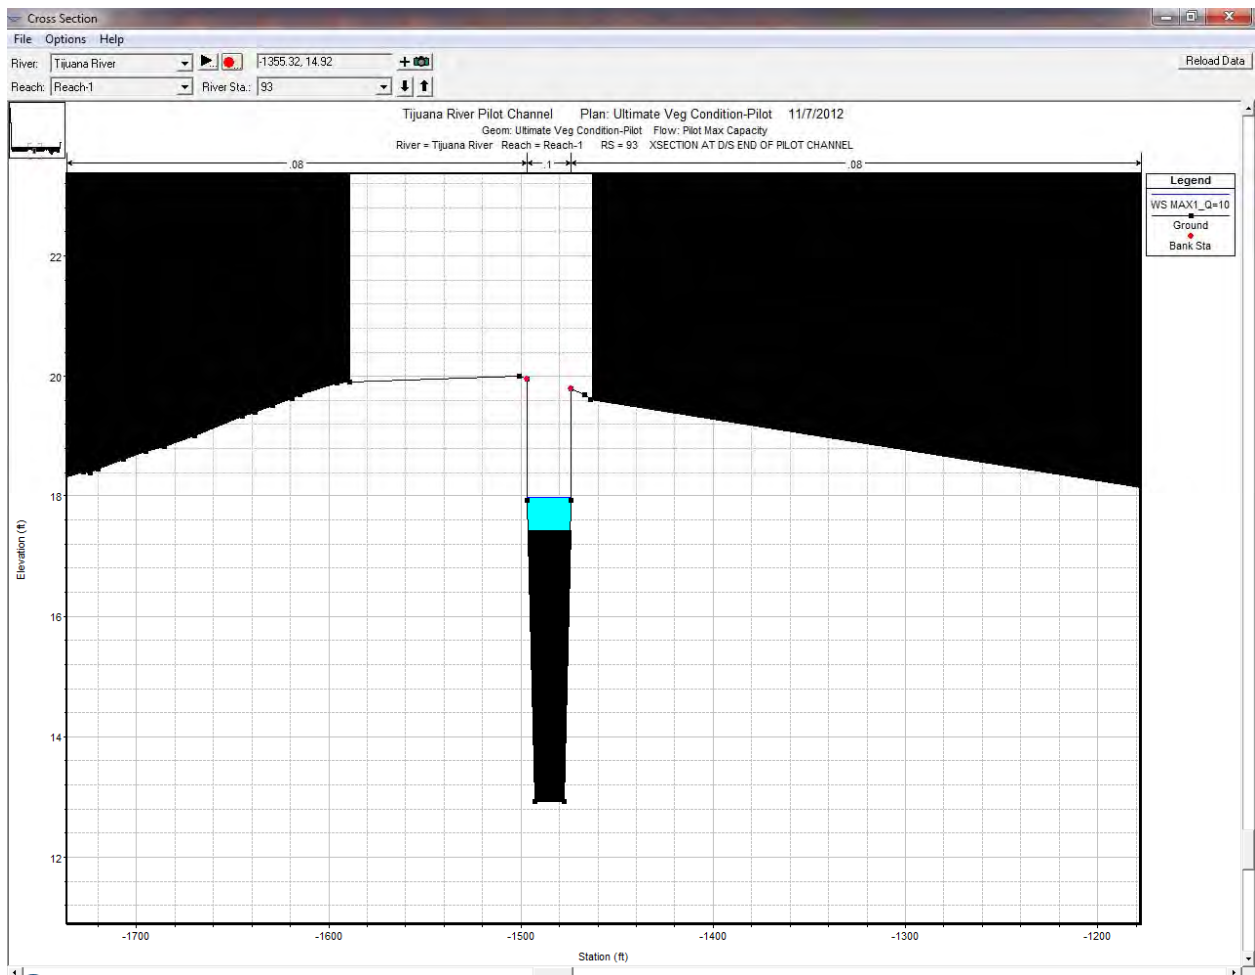 Cross Section
File Options Help
River: Tijuana River -1355.32, 14.92 Reload Data
Reach: Reach-1 River Sta.: 93
Tijuana River Pilot Channel Plan: Ultimate Veg Condition-Pilot 11/7/2012
Geom: Ultimate Veg Condition-Pilot Flow: Pilot Max Capacity
River = Tijuana River Reach = Reach-1 RS = 93 XSECTION AT D/S END OF PILOT CHANNEL
.08 .1 .08
Legend
WS MAX1_Q=10
Ground
Bank Sta
22
20
18
16
14
12
Elevation (ft)
-1700 -1600 -1500 -1400 -1300 -1200
Station (ft)